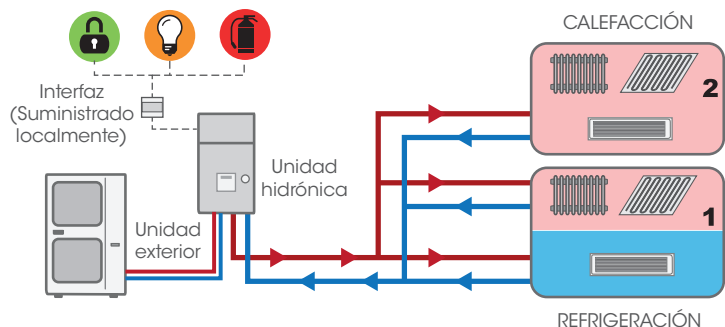 CALEFACCIÓN
Interfaz
(Suministrado
localmente)
2
Unidad
hidrónica
Unidad
exterior
1
REFRIGERACIÓN